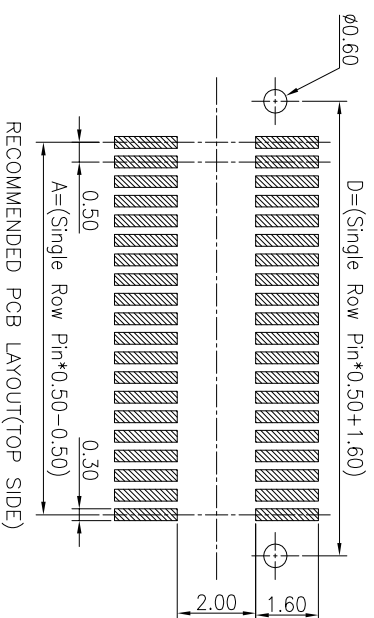 ø0.60
D=(Single Row Pin*0.50+1.60)
0.50
0.30
A=(Single Row Pin*0.50-0.50)
2.00
1.60
RECOMMENDED PCB LAYOUT(TOP SIDE)